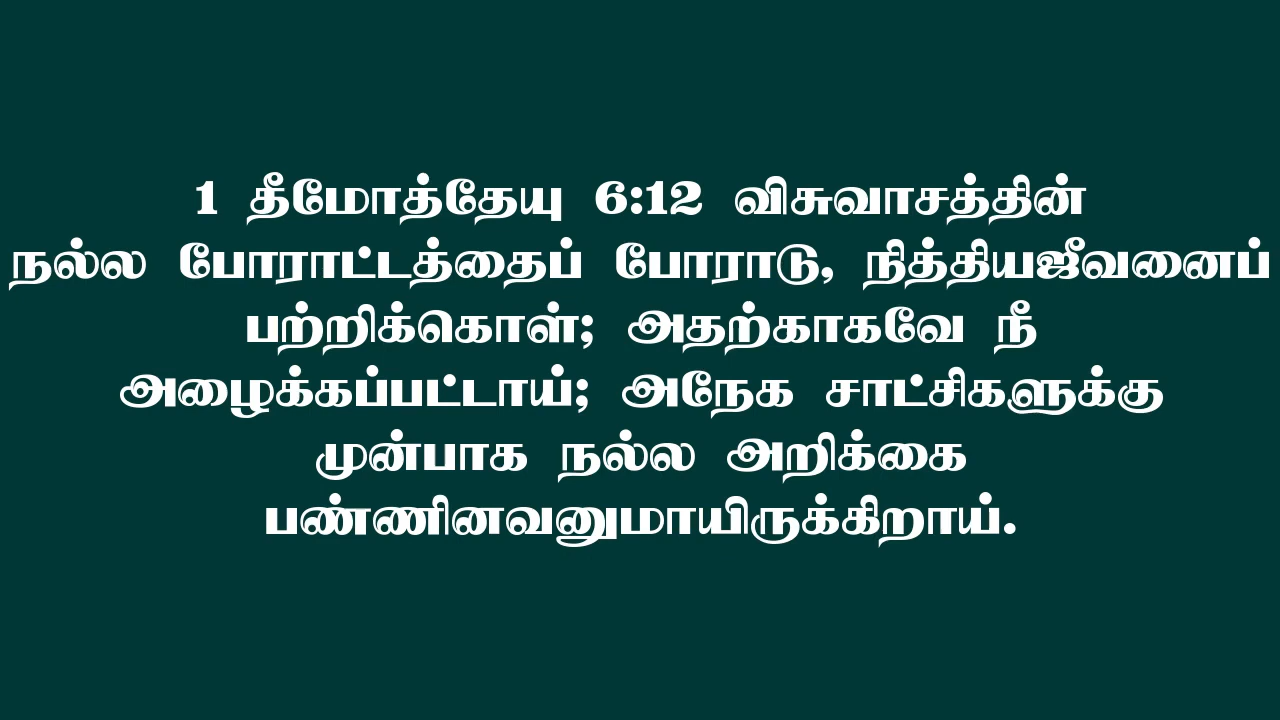 1 தீமோத்தேயு 6:12 விசுவாசத்தின்
நல்ல போராட்டத்தைப் போராடு, நித்தியஜீவனைப்
பற்றிக்கொள்; அதற்காகவே நீ
அழைக்கப்பட்டாய்; அநேக சாட்சிகளுக்கு
முன்பாக நல்ல அறிக்கை
பண்ணினவனுமாயிருக்கிறாய்.